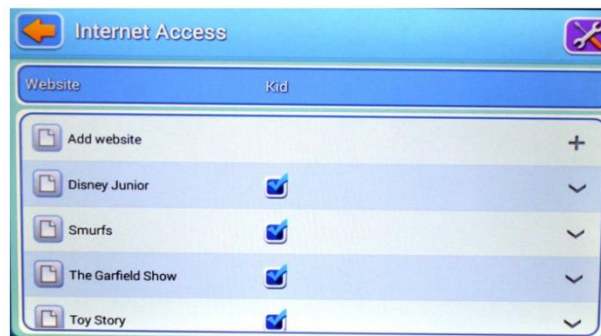 Internet Access
Website Kid
Add website
Disney Junior
Smurfs
The Garfield Show
Toy Story